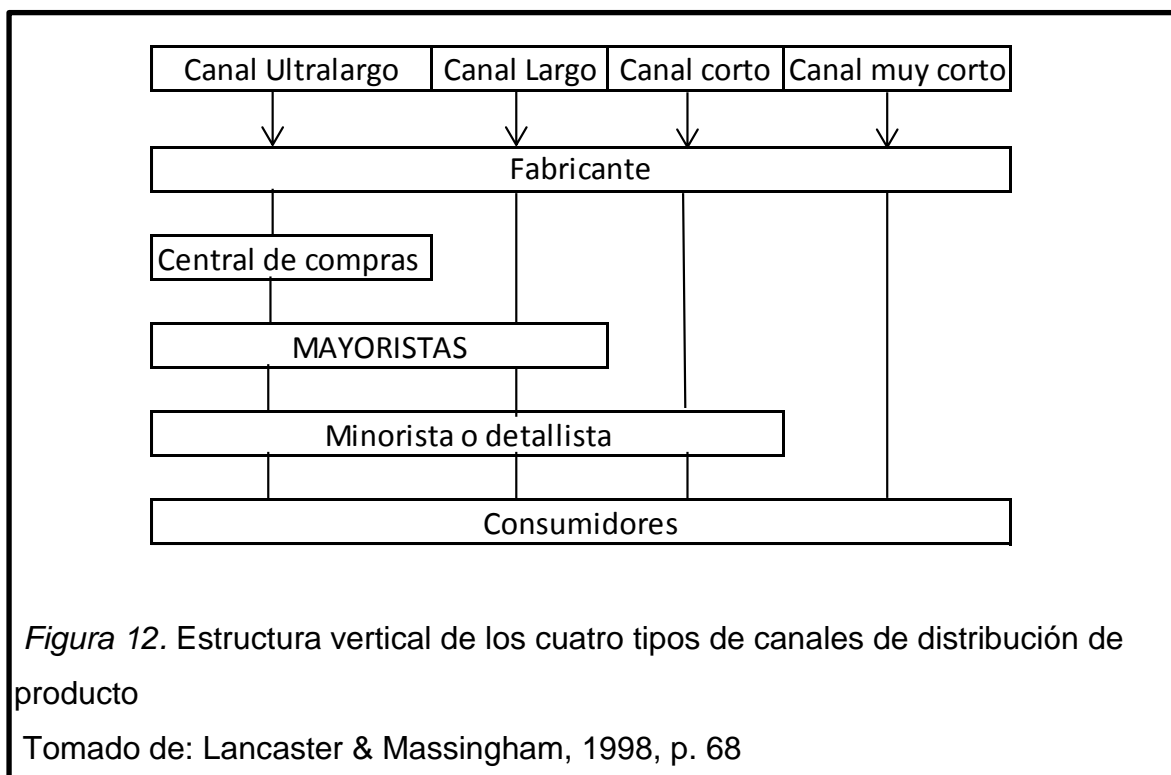 Canal Ultralargo Canal Largo Canal corto Canal muy corto
Fabricante
Central de compras
MAYORISTAS
Minorista o detallista
Consumidores
Figura 12. Estructura vertical de los cuatro tipos de canales de distribución de
producto
Tomado de: Lancaster & Massingham, 1998, p. 68